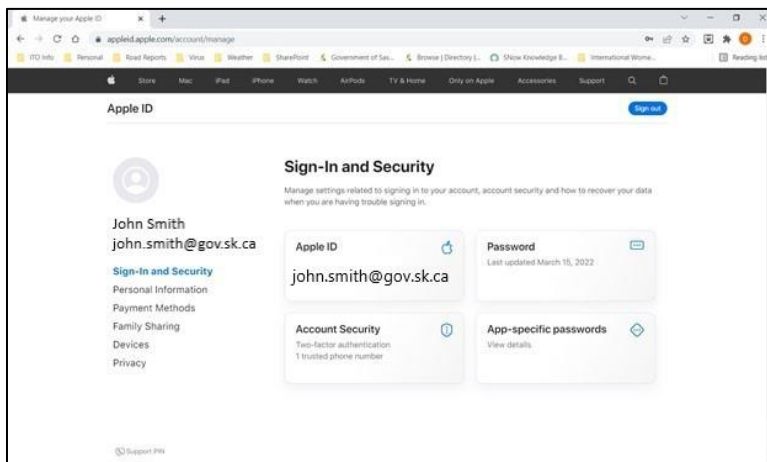 Manage your Apple ID
appleid.apple.com/account/manage
ITO Info Personal Road Reports Virus Weather SharePoint Government of Sas... Browse | Directory |... SNow Knowledge B... International Wome... Reading list
Store Mac iPad iPhone Watch AirPods TV & Home Only on Apple Accessories Support
Apple ID Sign out
Sign-In and Security
Manage settings related to signing in to your account, account security and how to recover your data
when you are having trouble signing in.
John Smith
john.smith@gov.sk.ca
Sign-In and Security
Personal Information
Payment Methods
Family Sharing
Devices
Privacy
Apple ID
john.smith@gov.sk.ca
Password
Last updated March 15, 2022
Account Security
Two-factor authentication
1 trusted phone number
App-specific passwords
View details
Support PIN